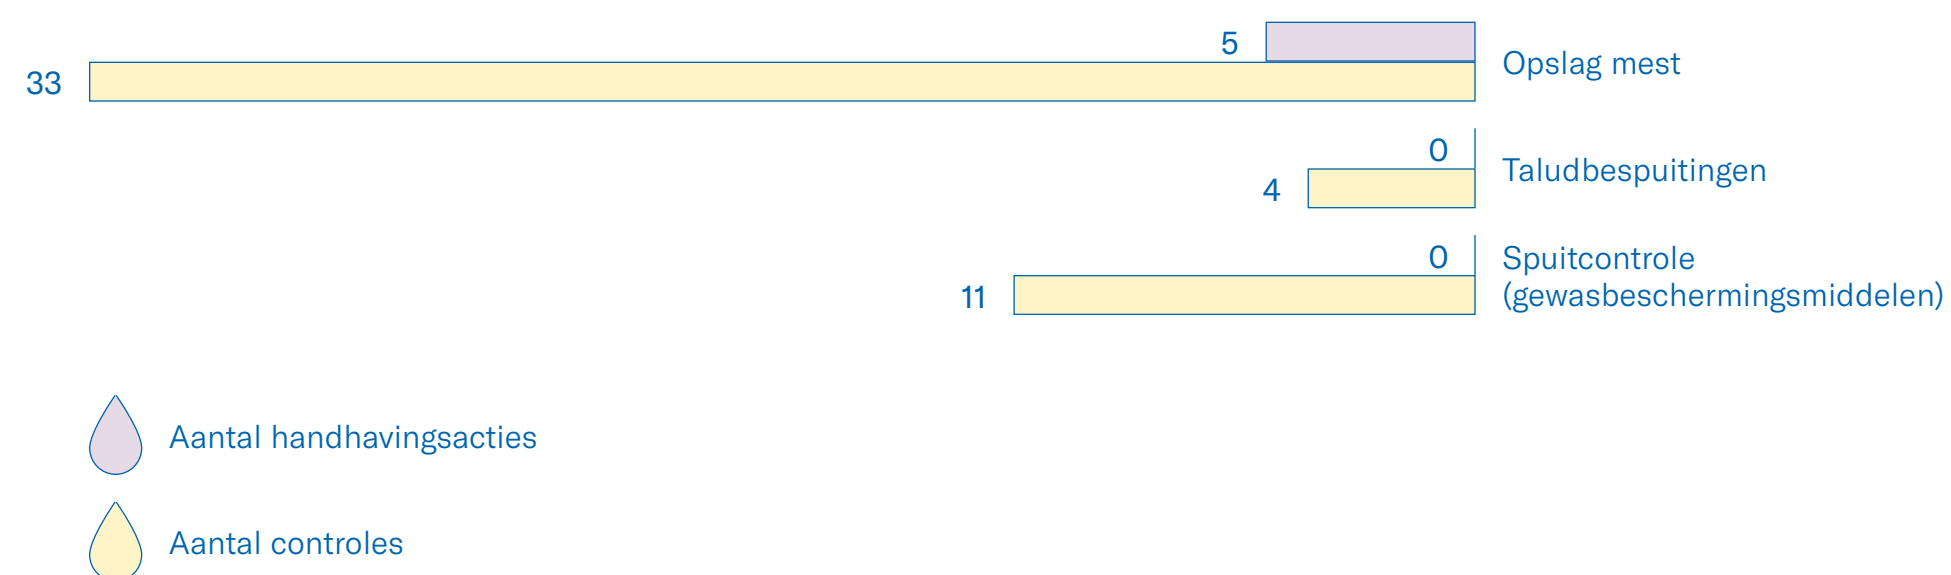 5
33
Opslag mest
0
4
Taludbespuitingen
0
11
Spuitcontrole
(gewasbeschermingsmiddelen)
Aantal handhavingsacties
Aantal controles